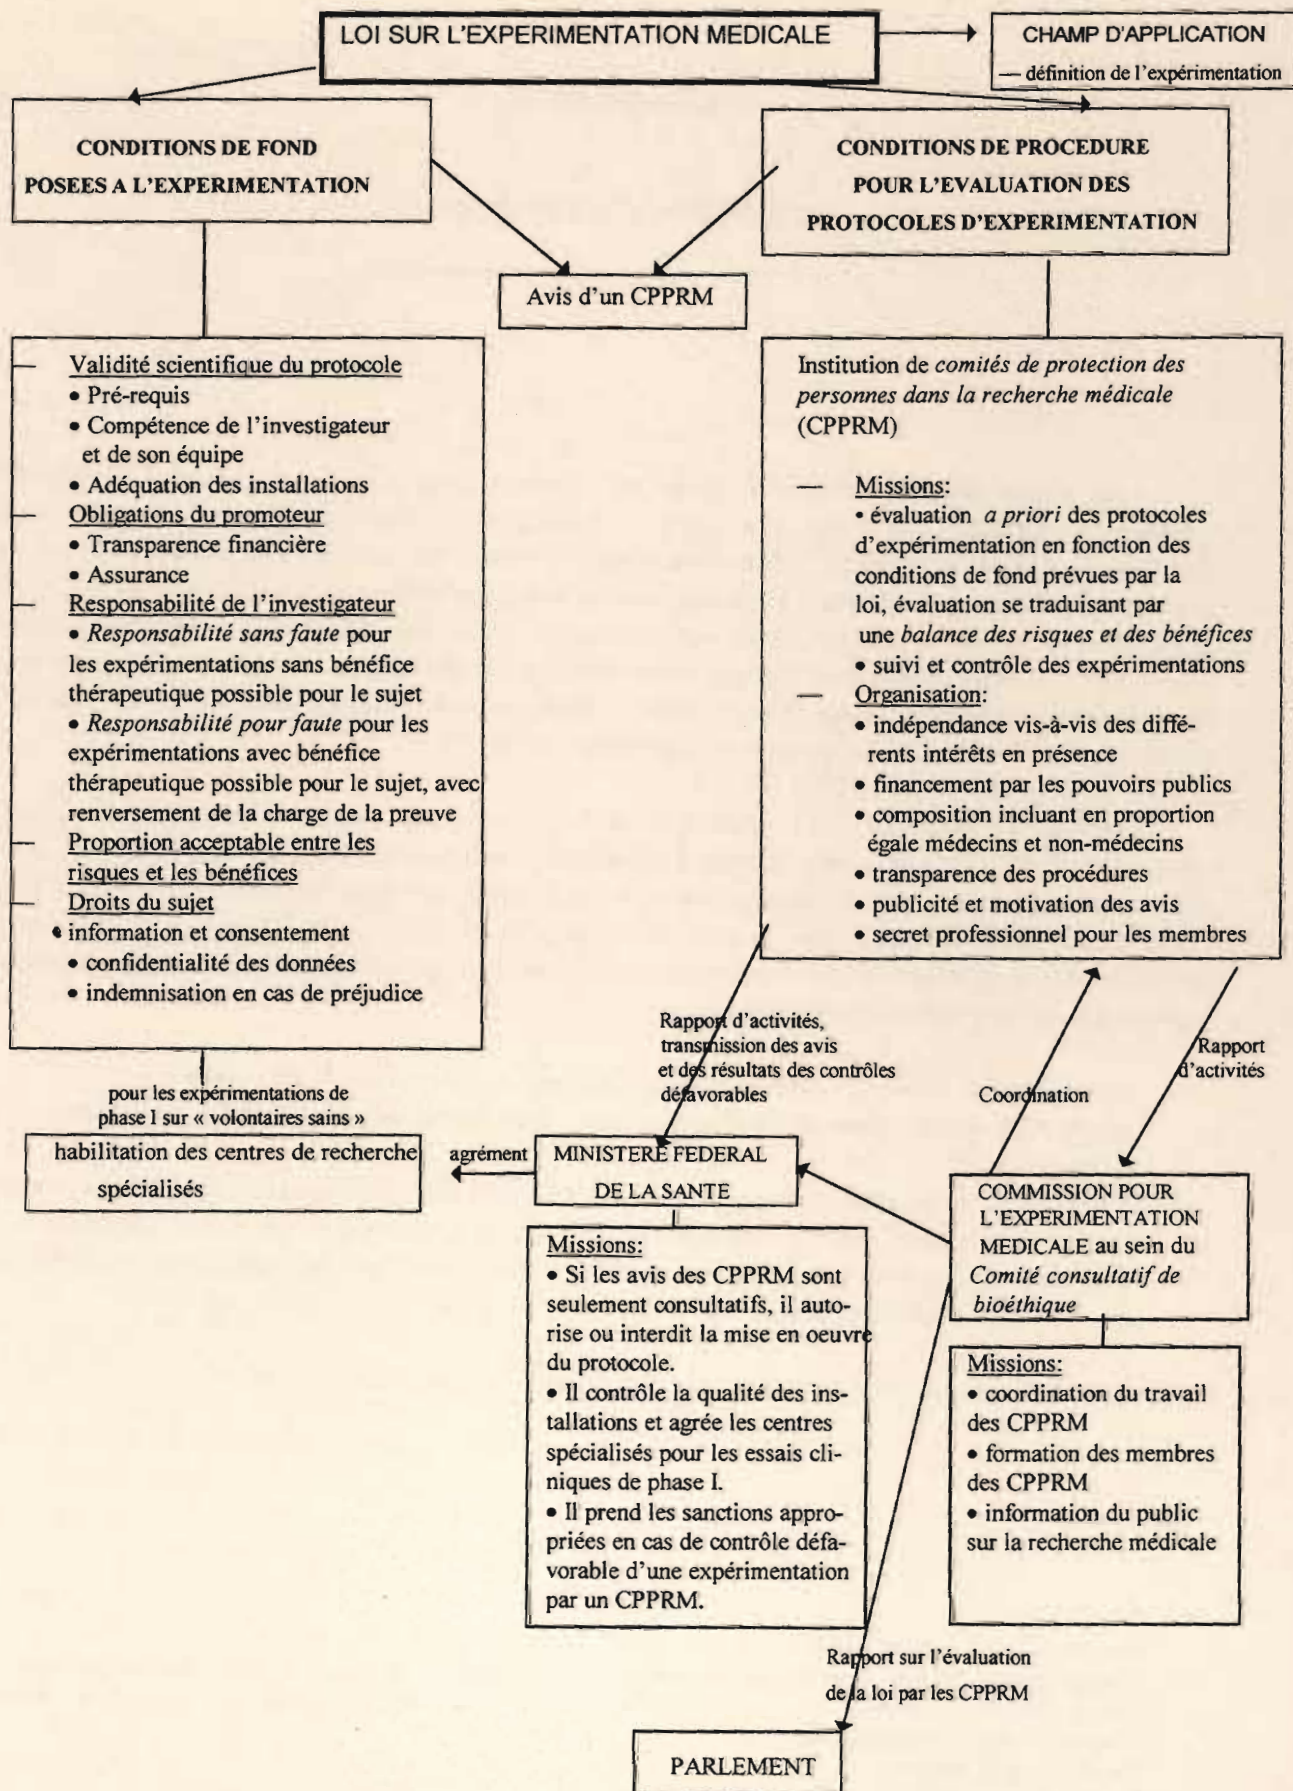 LOI SUR L'EXPERIMENTATION MEDICALE
CHAMP D'APPLICATION
— définition de l'expérimentation
CONDITIONS DE FOND
POSEES A L'EXPERIMENTATION
CONDITIONS DE PROCEDURE
POUR L'EVALUATION DES
PROTOCOLES D'EXPERIMENTATION
Avis d'un CPPRM
— Validité scientifique du protocole
• Pré-requis
• Compétence de l'investigateur
et de son équipe
• Adéquation des installations
— Obligations du promoteur
• Transparence financière
• Assurance
— Responsabilité de l'investigateur
• Responsabilité sans faute pour
les expérimentations sans bénéfice
thérapeutique possible pour le sujet
• Responsabilité pour faute pour les
expérimentations avec bénéfice
thérapeutique possible pour le sujet, avec
renversement de la charge de la preuve
— Proportion acceptable entre les
risques et les bénéfices
— Droits du sujet
• information et consentement
• confidentialité des données
• indemnisation en cas de préjudice
Institution de comités de protection des
personnes dans la recherche médicale
(CPPRM)
— Missions:
• évaluation a priori des protocoles
d'expérimentation en fonction des
conditions de fond prévues par la
loi, évaluation se traduisant par
une balance des risques et des bénéfices
• suivi et contrôle des expérimentations
— Organisation:
• indépendance vis-à-vis des diffé-
rents intérêts en présence
• financement par les pouvoirs publics
• composition incluant en proportion
égale médecins et non-médecins
• transparence des procédures
• publicité et motivation des avis
• secret professionnel pour les membres
Rapport d'activités,
transmission des avis
et des résultats des contrôles
défavorables
Coordination
Rapport
d'activités
pour les expérimentations de
phase I sur « volontaires sains »
habilitation des centres de recherche
spécialisés
agrément
MINISTERE FEDERAL
DE LA SANTE
Missions:
• Si les avis des CPPRM sont
seulement consultatifs, il auto-
rise ou interdit la mise en oeuvre
du protocole.
• Il contrôle la qualité des ins-
tallations et agrée les centres
spécialisés pour les essais cli-
niques de phase I.
• Il prend les sanctions appro-
priées en cas de contrôle défa-
vorable d'une expérimentation
par un CPPRM.
COMMISSION POUR
L'EXPERIMENTATION
MEDICALE au sein du
Comité consultatif de
bioéthique
Missions:
• coordination du travail
des CPPRM
• formation des membres
des CPPRM
• information du public
sur la recherche médicale
Rapport sur l'évaluation
de la loi par les CPPRM
PARLEMENT